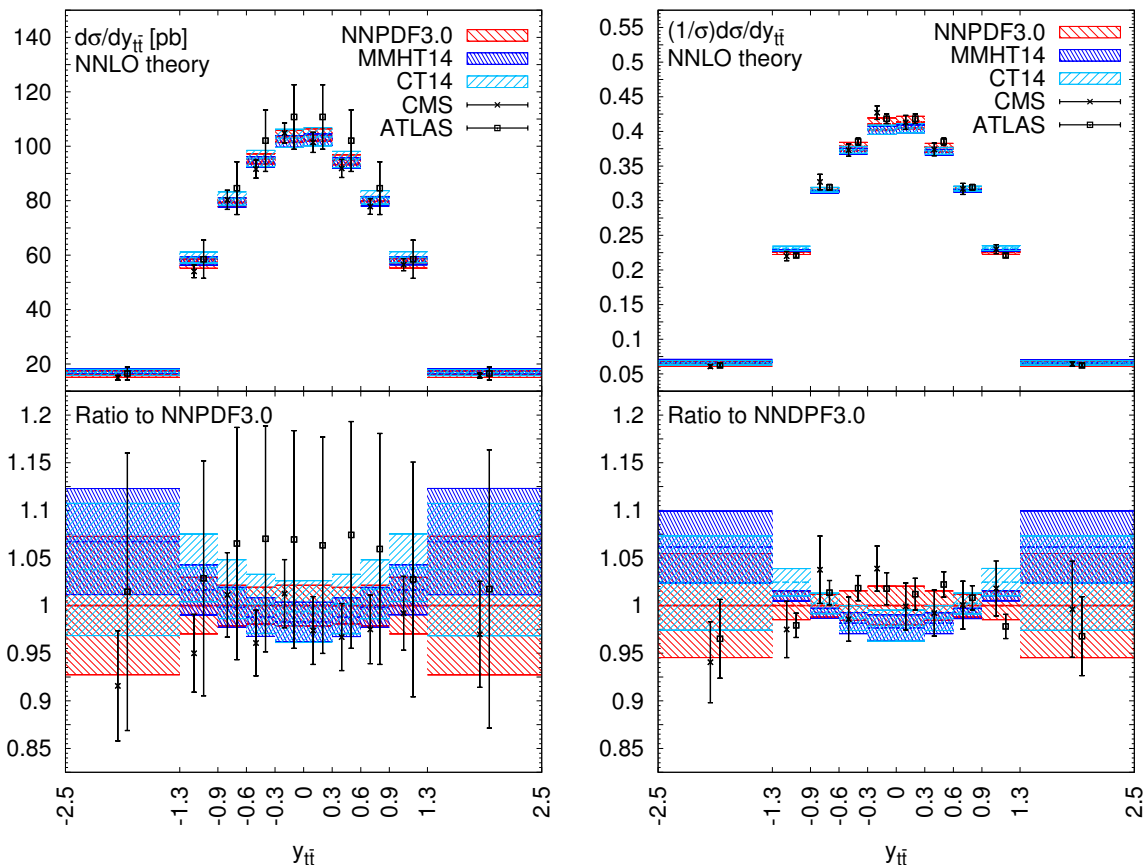 dσ/dy_tt̄ [pb]
NNLO theory
NNPDF3.0
MMHT14
CT14
CMS
ATLAS
140
120
100
80
60
40
20
Ratio to NNPDF3.0
1.2
1.15
1.1
1.05
1
0.95
0.9
0.85
-2.5 -1.3 -0.9 -0.6 -0.3 0 0.3 0.6 0.9 1.3 2.5
y_tt̄
(1/σ)dσ/dy_tt̄
NNLO theory
NNPDF3.0
MMHT14
CT14
CMS
ATLAS
0.55
0.5
0.45
0.4
0.35
0.3
0.25
0.2
0.15
0.1
0.05
Ratio to NNDPF3.0
1.2
1.15
1.1
1.05
1
0.95
0.9
0.85
-2.5 -1.3 -0.9 -0.6 -0.3 0 0.3 0.6 0.9 1.3 2.5
y_tt̄